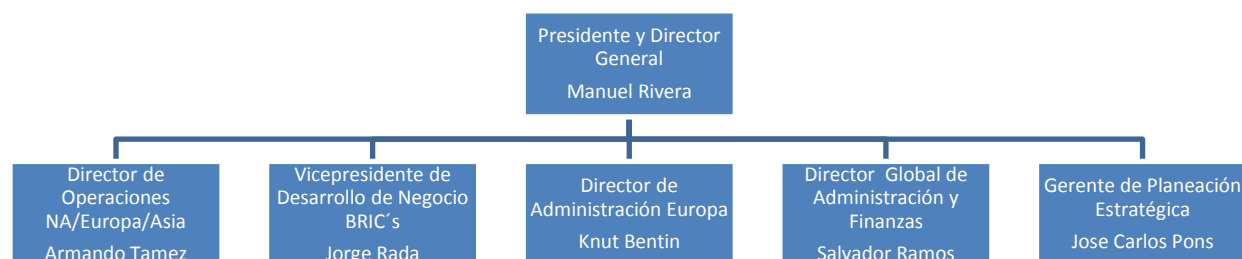 Presidente y Director
General
Manuel Rivera
Director de
Operaciones
NA/Europa/Asia
Armando Tamez
Vicepresidente de
Desarrollo de Negocio
BRIC´s
Jorge Rada
Director de
Administración Europa
Knut Bentin
Director Global de
Administración y
Finanzas
Salvador Ramos
Gerente de Planeación
Estratégica
Jose Carlos Pons